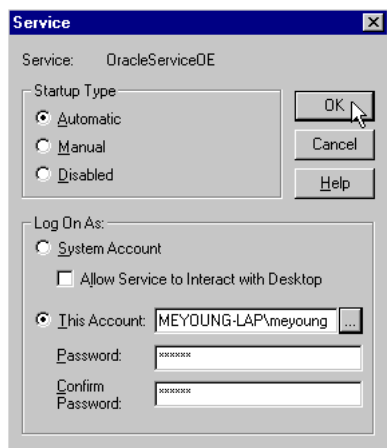 Service
Service: OracleServiceOE
Startup Type
Automatic
Manual
Disabled
OK
Cancel
Help
Log On As:
System Account
Allow Service to Interact with Desktop
This Account: MEYOUNG-LAP\meyoung ...
Password: ******
Confirm
Password: ******